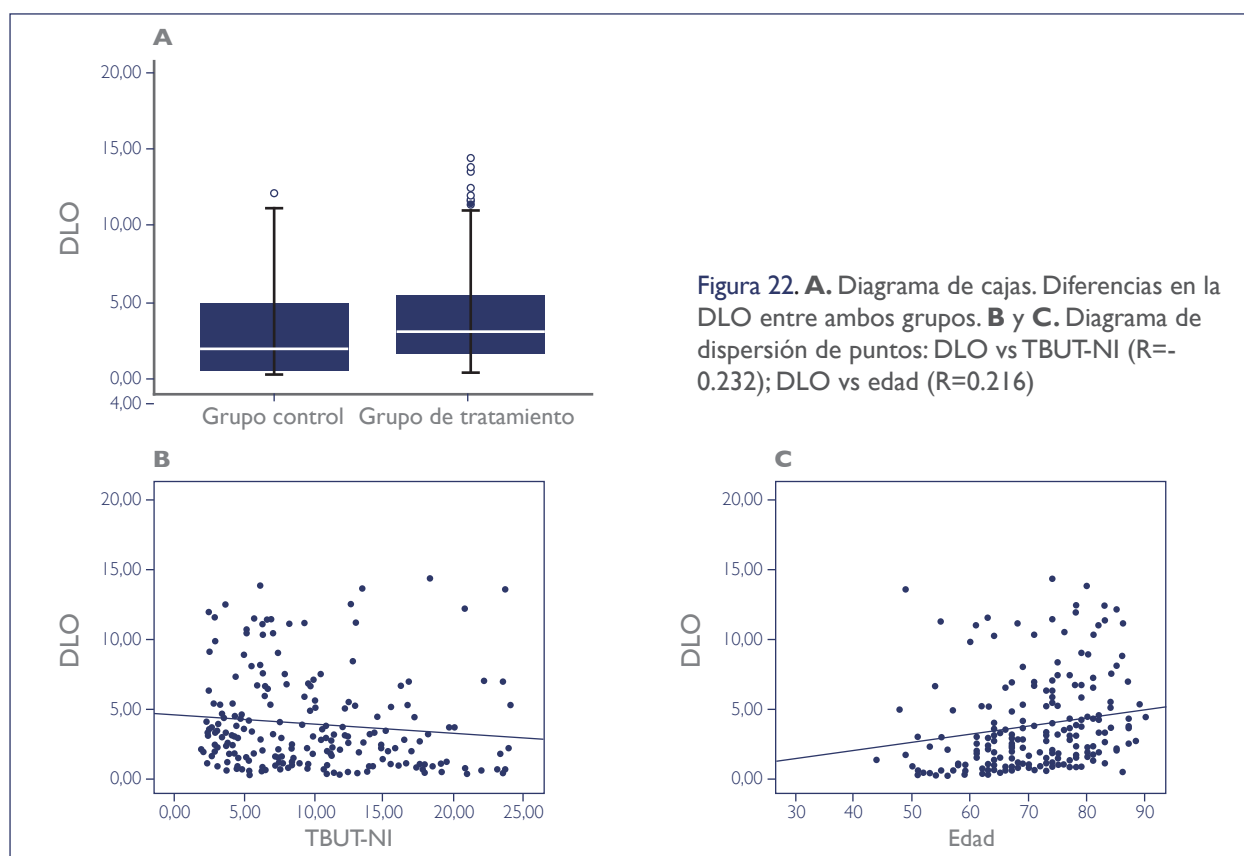 A
20,00
15,00
10,00
5,00
0,00
4,00
DLO
Grupo control
Grupo de tratamiento
Figura 22. A. Diagrama de cajas. Diferencias en la
DLO entre ambos grupos. B y C. Diagrama de
dispersión de puntos: DLO vs TBUT-NI (R=-
0.232); DLO vs edad (R=0.216)
B
20,00
15,00
10,00
5,00
0,00
DLO
0,00 5,00 10,00 15,00 20,00 25,00
TBUT-NI
C
20,00
15,00
10,00
5,00
0,00
DLO
30 40 50 60 70 80 90
Edad